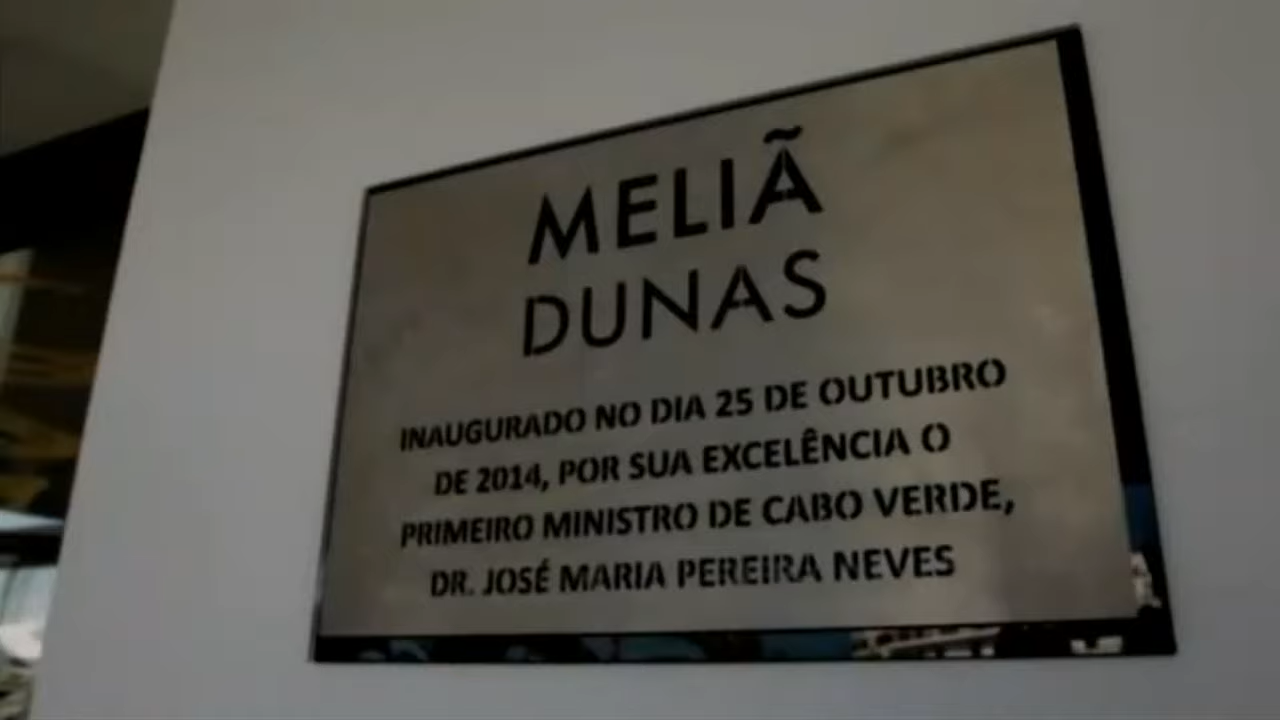 MELIÃ
DUNAS
INAUGURADO NO DIA 25 DE OUTUBRO
DE 2014, POR SUA EXCELÊNCIA O
PRIMEIRO MINISTRO DE CABO VERDE,
DR. JOSÉ MARIA PEREIRA NEVES